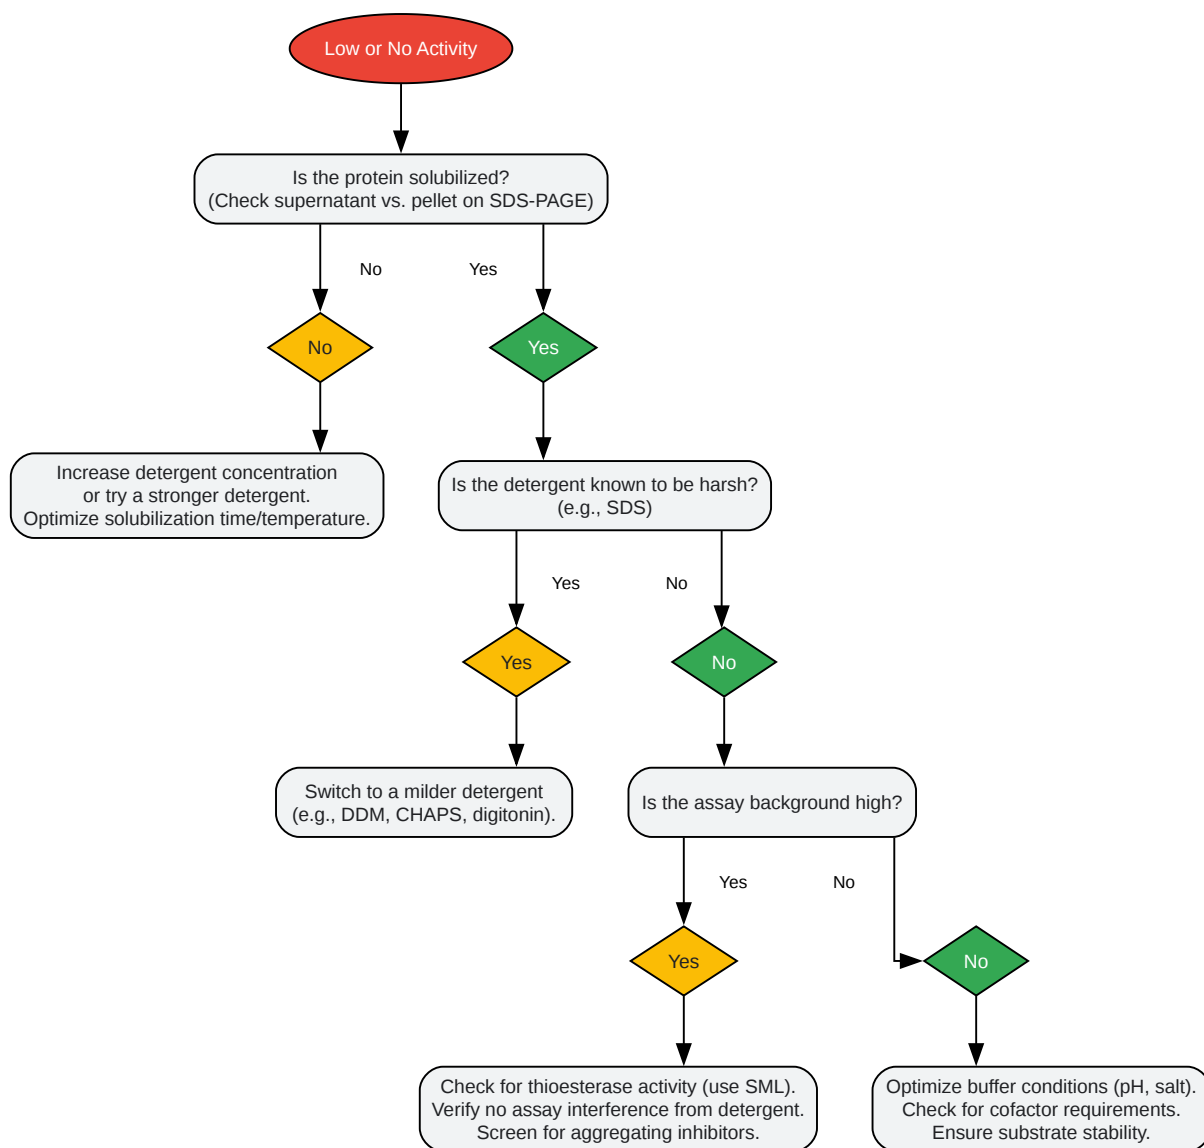 Low or No Activity
Is the protein solubilized?
(Check supernatant vs. pellet on SDS-PAGE)
No
Yes
No
Yes
Increase detergent concentration
or try a stronger detergent.
Optimize solubilization time/temperature.
Is the detergent known to be harsh?
(e.g., SDS)
Yes
No
Yes
No
Switch to a milder detergent
(e.g., DDM, CHAPS, digitonin).
Is the assay background high?
Yes
No
Yes
No
Check for thioesterase activity (use SML).
Verify no assay interference from detergent.
Screen for aggregating inhibitors.
Optimize buffer conditions (pH, salt).
Check for cofactor requirements.
Ensure substrate stability.